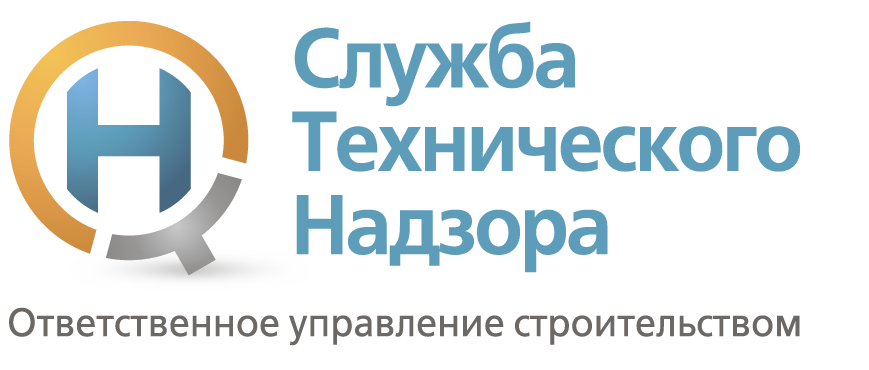 Н
Служба
Технического
Надзора
Ответственное управление строительством